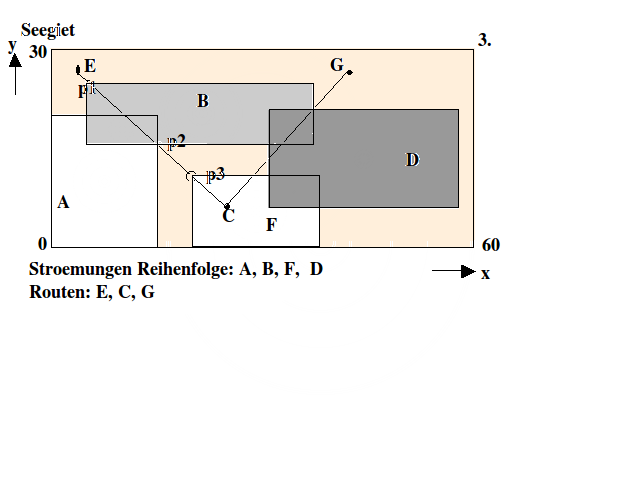 Seegiet
y
30
3.
E
G
p1
B
p2
D
p3
A
C
F
0
60
Stroemungen Reihenfolge: A, B, F, D
x
Routen: E, C, G